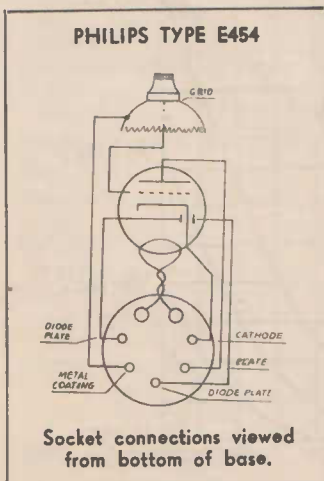 PHILIPS TYPE E454
GRID
DIODE
PLATE
CATHODE
PLATE
METAL
COATING
DIODE PLATE
Socket connections viewed
from bottom of base.